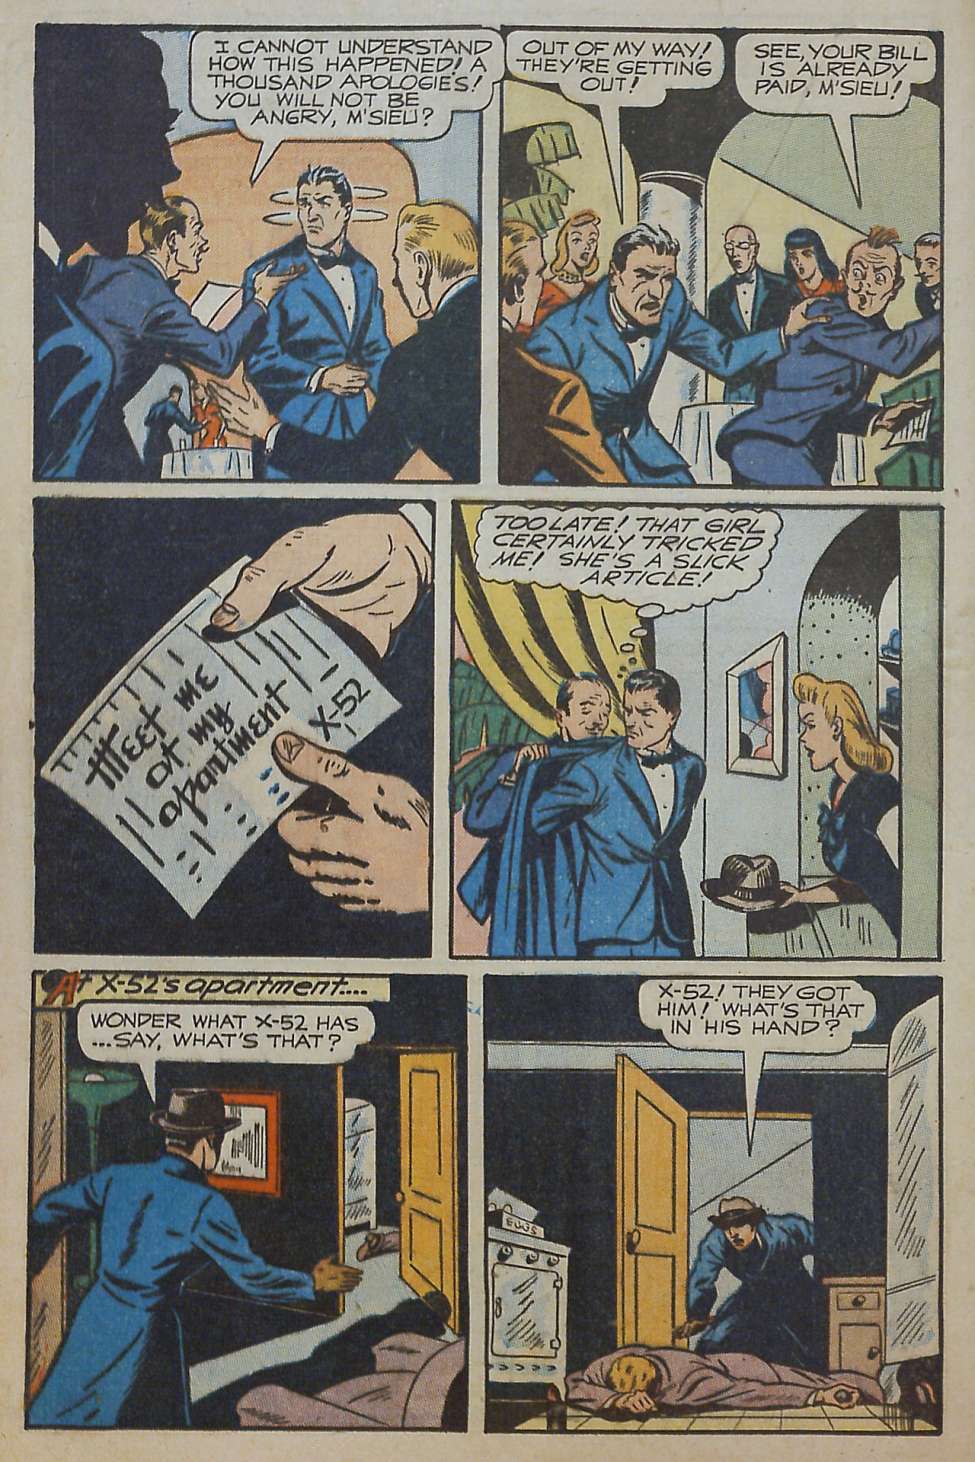 I CANNOT UNDERSTAND
HOW THIS HAPPENED! A
THOUSAND APOLOGIES!
YOU WILL NOT BE
ANGRY, M'SIEU?
OUT OF MY WAY!
THEY'RE GETTING
OUT!
SEE, YOUR BILL
IS ALREADY
PAID, M'SIEU!
Meet me
at my
apartment
X-52
TOO LATE! THAT GIRL
CERTAINLY TRICKED
ME! SHE'S A SLICK
ARTICLE!
At X-52's apartment....
WONDER WHAT X-52 HAS
...SAY, WHAT'S THAT?
X-52! THEY GOT
HIM! WHAT'S THAT
IN HIS HAND?
EGGS